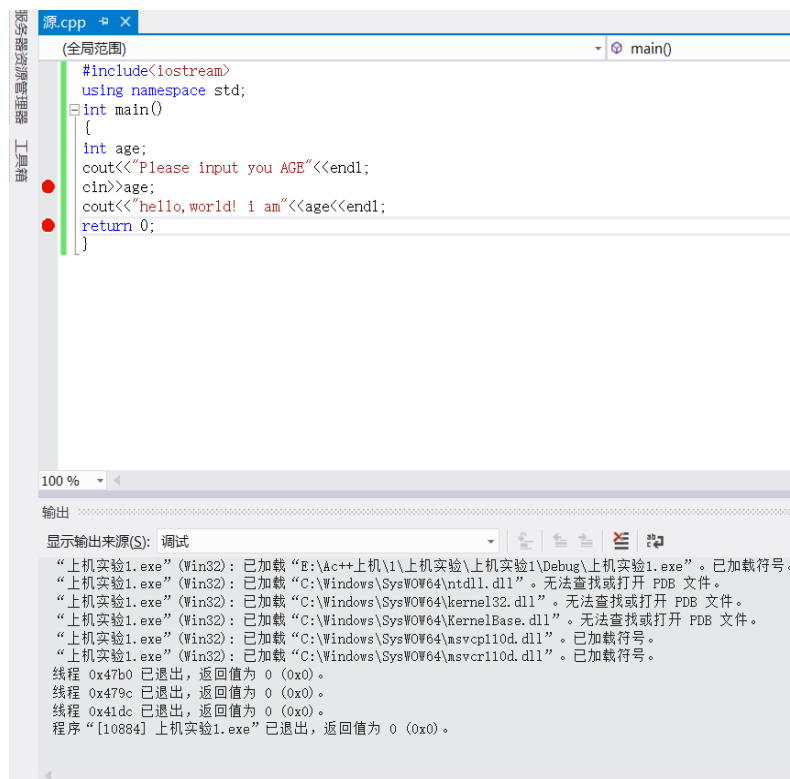 服务器资源管理器
工具箱
源.cpp
(全局范围)
main()
#include<iostream>
using namespace std;
int main()
{
int age;
cout<<"Please input you AGE"<<endl;
cin>>age;
cout<<"hello,world! i am"<<age<<endl;
return 0;
}
100 %
输出
显示输出来源(S): 调试
“上机实验1.exe”(Win32): 已加载“E:\Ac++上机\1\上机实验\上机实验1\Debug\上机实验1.exe”。已加载符号。
“上机实验1.exe”(Win32): 已加载“C:\Windows\SysWOW64\ntdll.dll”。无法查找或打开 PDB 文件。
“上机实验1.exe”(Win32): 已加载“C:\Windows\SysWOW64\kernel32.dll”。无法查找或打开 PDB 文件。
“上机实验1.exe”(Win32): 已加载“C:\Windows\SysWOW64\KernelBase.dll”。无法查找或打开 PDB 文件。
“上机实验1.exe”(Win32): 已加载“C:\Windows\SysWOW64\msvcp110d.dll”。已加载符号。
“上机实验1.exe”(Win32): 已加载“C:\Windows\SysWOW64\msvcr110d.dll”。已加载符号。
线程 0x47b0 已退出，返回值为 0 (0x0)。
线程 0x479c 已退出，返回值为 0 (0x0)。
线程 0x41dc 已退出，返回值为 0 (0x0)。
程序“[10884] 上机实验1.exe”已退出，返回值为 0 (0x0)。